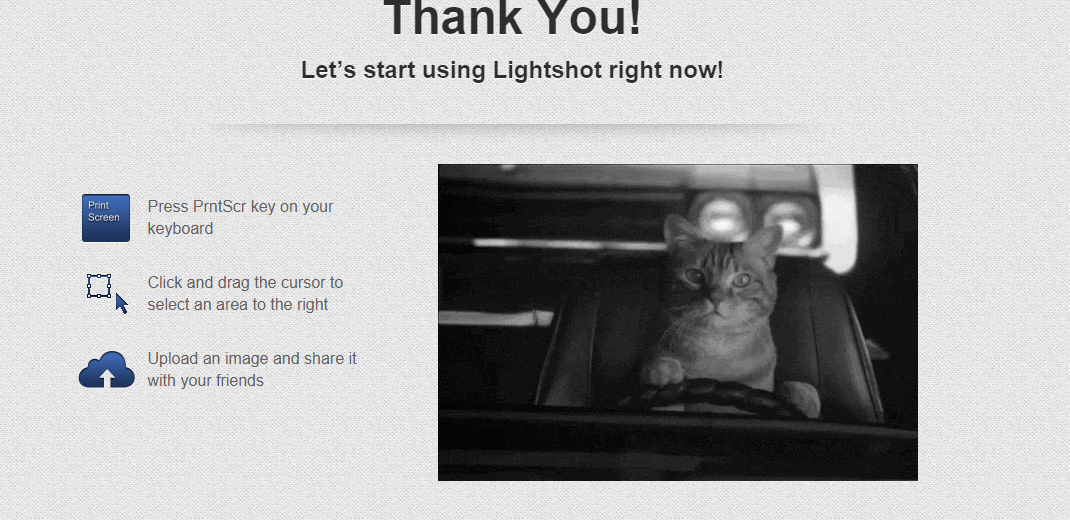 Thank You!
Let’s start using Lightshot right now!
Print
Screen
Press PrntScr key on your
keyboard
Click and drag the cursor to
select an area to the right
Upload an image and share it
with your friends